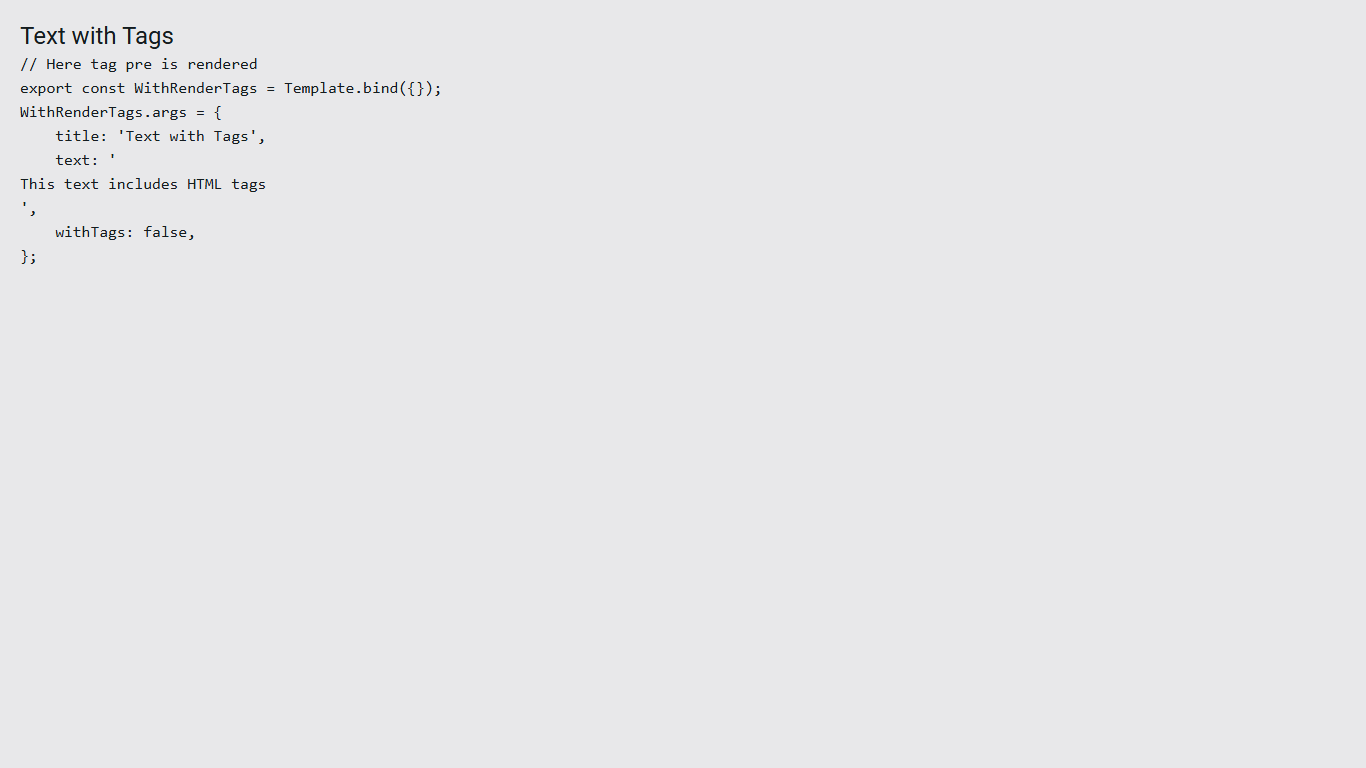 Text with Tags
// Here tag pre is rendered
export const WithRenderTags = Template.bind({});
WithRenderTags.args = {
    title: 'Text with Tags',
    text: '
This text includes HTML tags
',
    withTags: false,
};